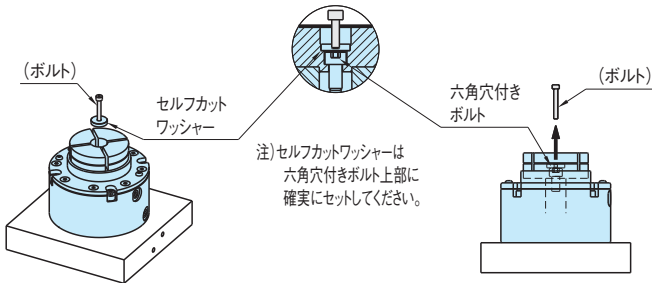 (ボルト)
セルフカット
ワッシャー
注)セルフカットワッシャーは
六角穴付きボルト上部に
確実にセットしてください。
六角穴付き
ボルト
(ボルト)